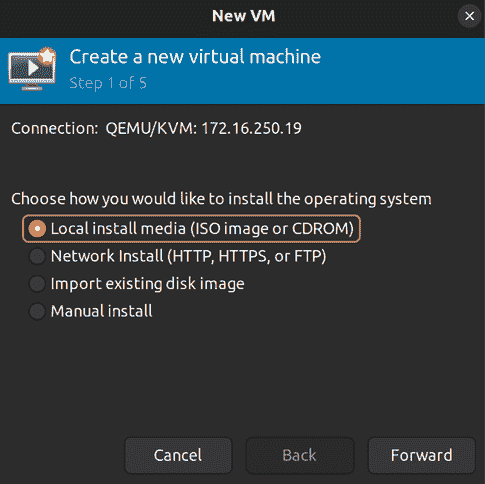 New VM
Create a new virtual machine
Step 1 of 5
Connection: QEMU/KVM: 172.16.250.19
Choose how you would like to install the operating system
Local install media (ISO image or CDROM)
Network Install (HTTP, HTTPS, or FTP)
Import existing disk image
Manual install
Cancel Back Forward